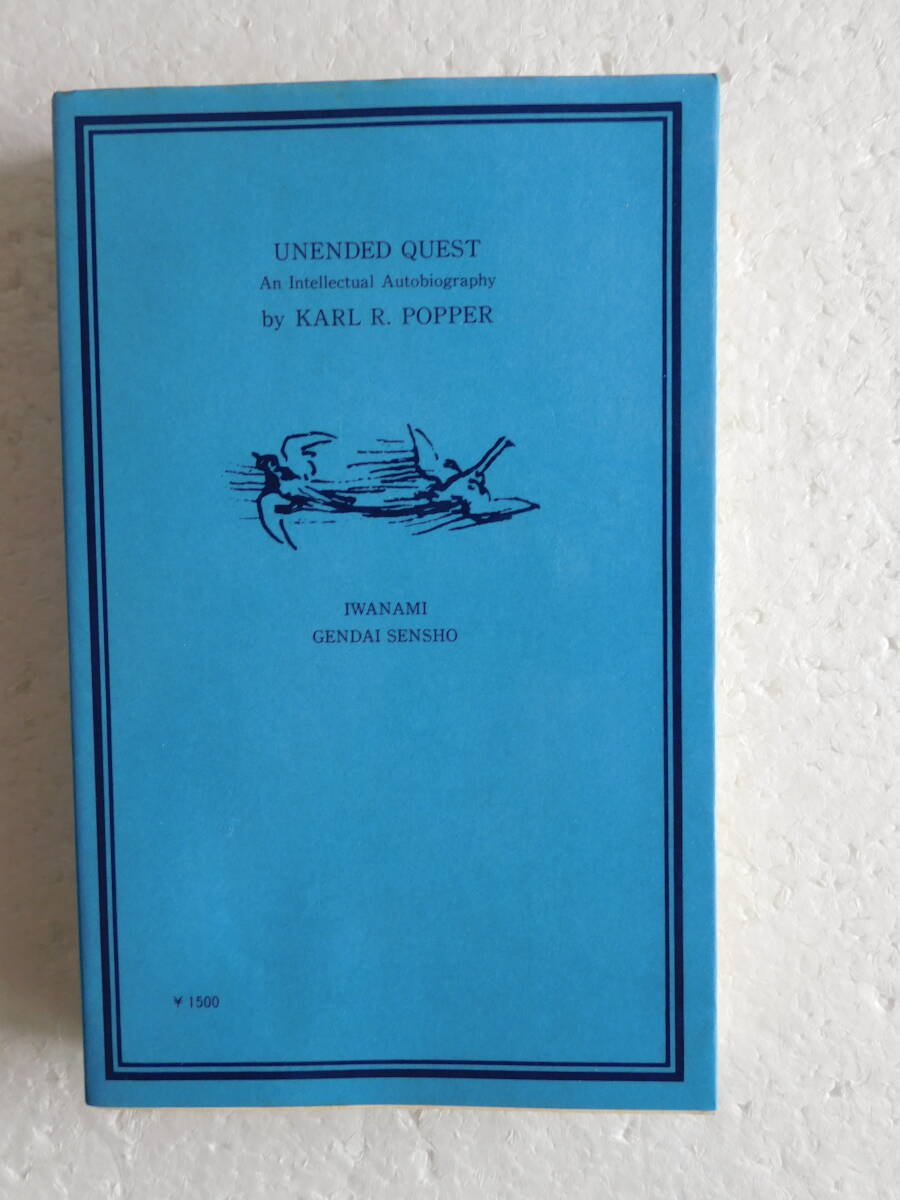 UNENDED QUEST
An Intellectual Autobiography
by KARL R. POPPER
IWANAMI
GENDAI SENSHO
¥ 1500